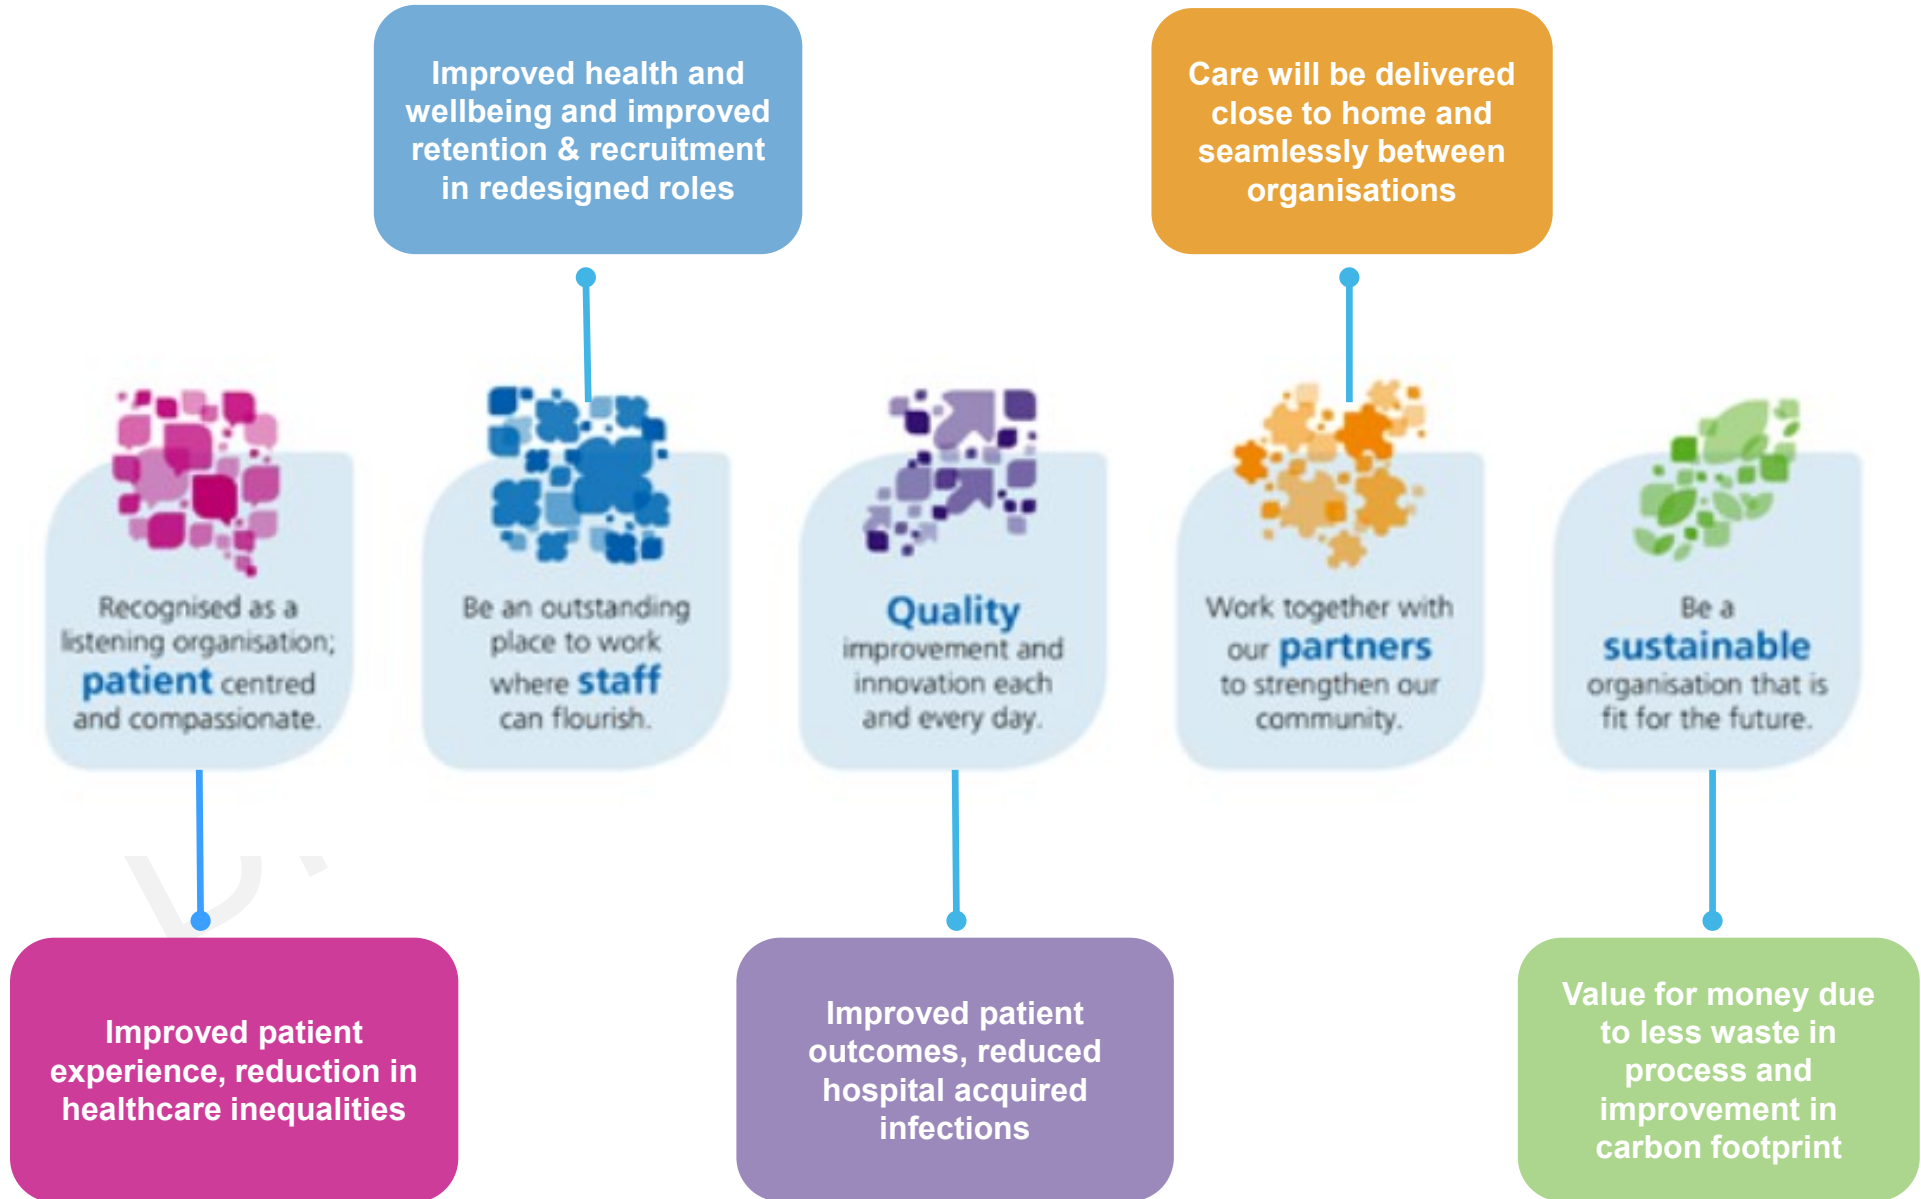 Improved health and
wellbeing and improved
retention & recruitment
in redesigned roles
Care will be delivered
close to home and
seamlessly between
organisations
Recognised as a
listening organisation;
patient centred
and compassionate.
Be an outstanding
place to work
where staff
can flourish.
Quality
improvement and
innovation each
and every day.
Work together with
our partners
to strengthen our
community.
Be a
sustainable
organisation that is
fit for the future.
Improved patient
experience, reduction in
healthcare inequalities
Improved patient
outcomes, reduced
hospital acquired
infections
Value for money due
to less waste in
process and
improvement in
carbon footprint